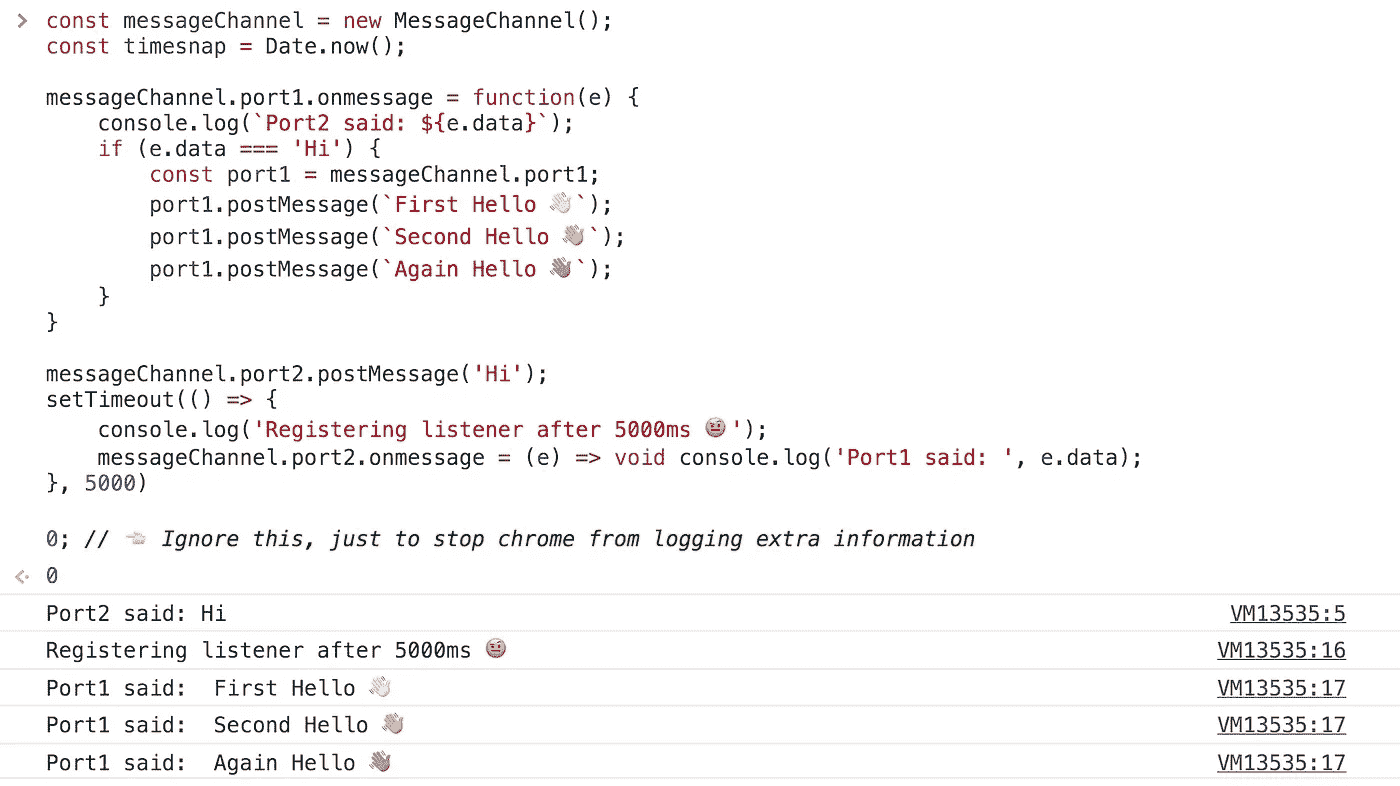 const messageChannel = new MessageChannel();
const timesnap = Date.now();
messageChannel.port1.onmessage = function(e) {
    console.log(`Port2 said: ${e.data}`);
    if (e.data === 'Hi') {
        const port1 = messageChannel.port1;
        port1.postMessage(`First Hello 👋🏻`);
        port1.postMessage(`Second Hello 👋🏽`);
        port1.postMessage(`Again Hello 👋🏿`);
    }
}
messageChannel.port2.postMessage('Hi');
setTimeout(() => {
    console.log('Registering listener after 5000ms 🤨');
    messageChannel.port2.onmessage = (e) => void console.log('Port1 said: ', e.data);
}, 5000)
0; // 👈🏻 Ignore this, just to stop chrome from logging extra information
0
Port2 said: Hi VM13535:5
Registering listener after 5000ms 🤨 VM13535:16
Port1 said:  First Hello 👋🏻 VM13535:17
Port1 said:  Second Hello 👋🏽 VM13535:17
Port1 said:  Again Hello 👋🏿 VM13535:17